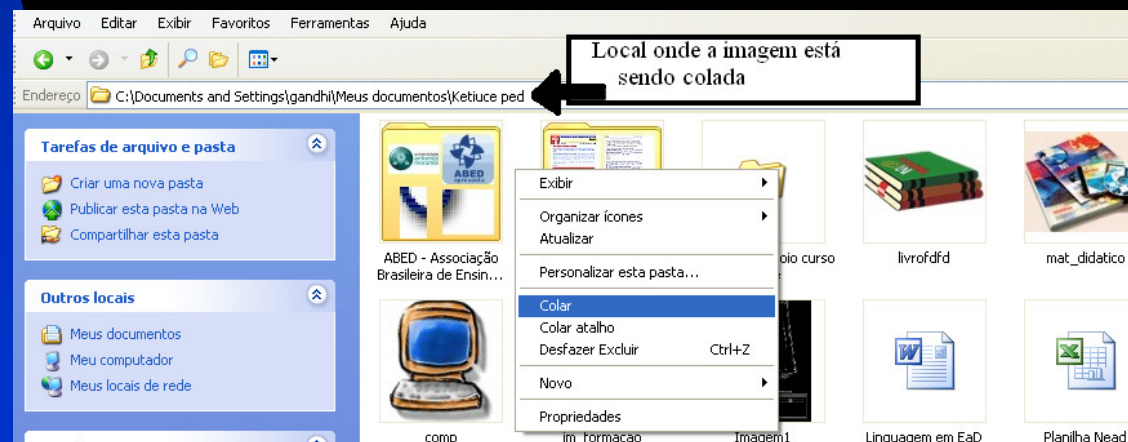 Arquivo Editar Exibir Favoritos Ferramentas Ajuda
Local onde a imagem está
sendo colada
Endereço C:\Documents and Settings\gandhi\Meus documentos\Ketiuce ped
Tarefas de arquivo e pasta
Criar uma nova pasta
Publicar esta pasta na Web
Compartilhar esta pasta
Outros locais
Meus documentos
Meu computador
Meus locais de rede
ABED
apresenta
ABED - Associação
Brasileira de Ensin...
Exibir
Organizar ícones
Atualizar
Personalizar esta pasta...
Colar
Colar atalho
Desfazer Excluir Ctrl+Z
Novo
Propriedades
oio curso
livrofdfd
mat_didatico
comp
im_formacao
Imagem1
Linguagem em EaD
Planilha Nead